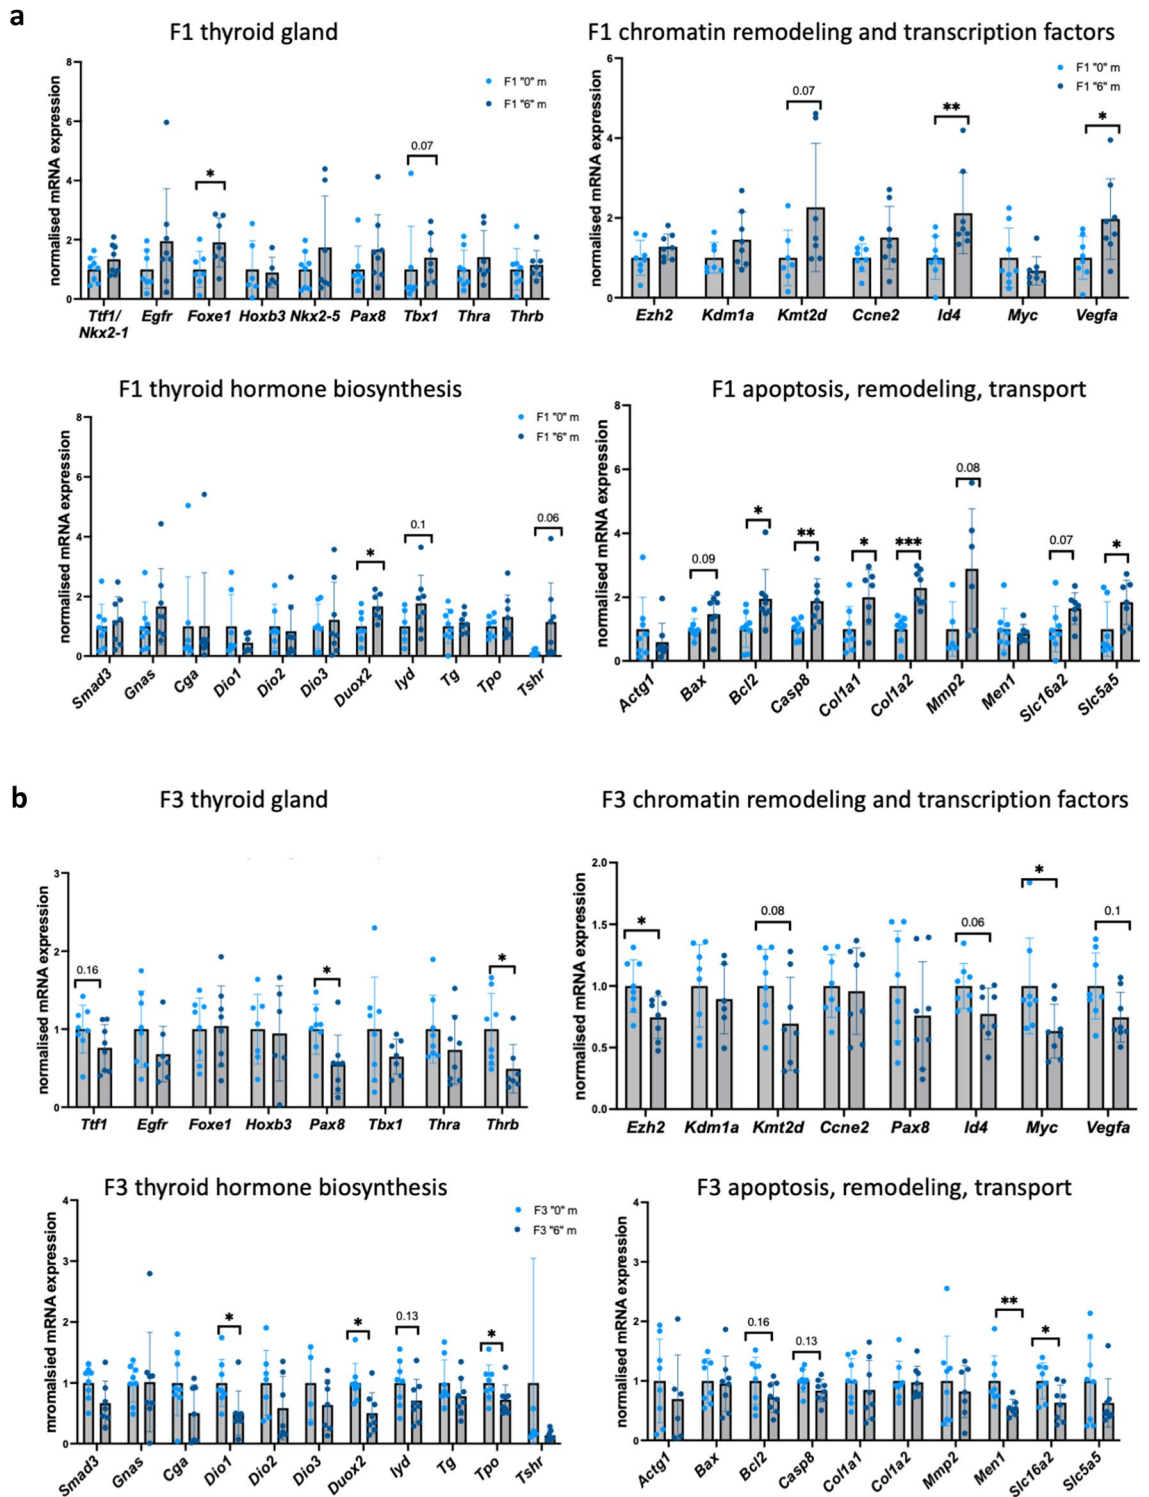 a
F1 thyroid gland
normalised mRNA expression
8
6
4
2
0
F1 "0" m
F1 "6" m
*
0.07
Ttf1/ Egfr Foxe1 Hoxb3 Nkx2-5 Pax8 Tbx1 Thra Thrb
Nkx2-1
F1 chromatin remodeling and transcription factors
normalised mRNA expression
6
4
2
0
F1 "0" m
F1 "6" m
0.07
**
*
Ezh2 Kdm1a Kmt2d Ccne2 Id4 Myc Vegfa
F1 thyroid hormone biosynthesis
normalised mRNA expression
8
6
4
2
0
F1 "0" m
F1 "6" m
*
0.1
0.06
Smad3 Gnas Cga Dio1 Dio2 Dio3 Duox2 Iyd Tg Tpo Tshr
F1 apoptosis, remodeling, transport
normalised mRNA expression
8
6
4
2
0
0.09
*
**
*
***
0.08
0.07
*
Actg1 Bax Bcl2 Casp8 Col1a1 Col1a2 Mmp2 Men1 Slc16a2 Slc5a5
b
F3 thyroid gland
normalised mRNA expression
3
2
1
0
0.16
*
*
Ttf1 Egfr Foxe1 Hoxb3 Pax8 Tbx1 Thra Thrb
F3 chromatin remodeling and transcription factors
normalised mRNA expression
2.0
1.5
1.0
0.5
0.0
*
0.08
0.06
*
0.1
Ezh2 Kdm1a Kmt2d Ccne2 Pax8 Id4 Myc Vegfa
F3 thyroid hormone biosynthesis
mronalised mRNA expression
4
3
2
1
0
F3 "0" m
F3 "6" m
*
*
0.13
*
Smad3 Gnas Cga Dio1 Dio2 Dio3 Duox2 Iyd Tg Tpo Tshr
F3 apoptosis, remodeling, transport
normalised mRNA expression
4
3
2
1
0
0.16
0.13
**
*
Actg1 Bax Bcl2 Casp8 Col1a1 Col1a2 Mmp2 Men1 Slc16a2 Slc5a5